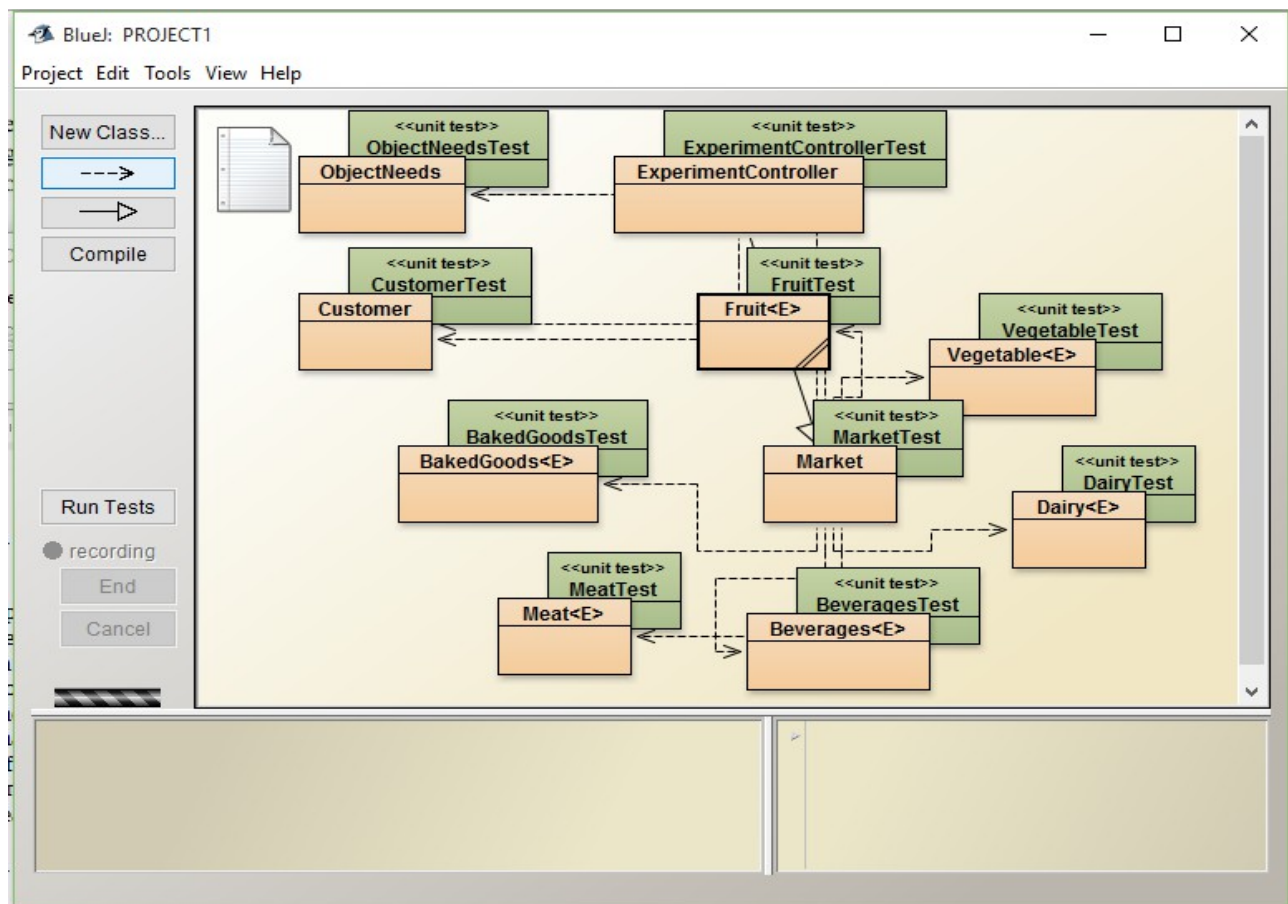 BlueJ: PROJECT1
Project Edit Tools View Help
New Class...
Compile
<<unit test>>
ObjectNeedsTest
ObjectNeeds
<<unit test>>
ExperimentControllerTest
ExperimentController
<<unit test>>
CustomerTest
Customer
<<unit test>>
FruitTest
Fruit<E>
<<unit test>>
VegetableTest
Vegetable<E>
<<unit test>>
BakedGoodsTest
BakedGoods<E>
<<unit test>>
MarketTest
Market
<<unit test>>
DairyTest
Dairy<E>
<<unit test>>
MeatTest
Meat<E>
<<unit test>>
BeveragesTest
Beverages<E>
Run Tests
recording
End
Cancel